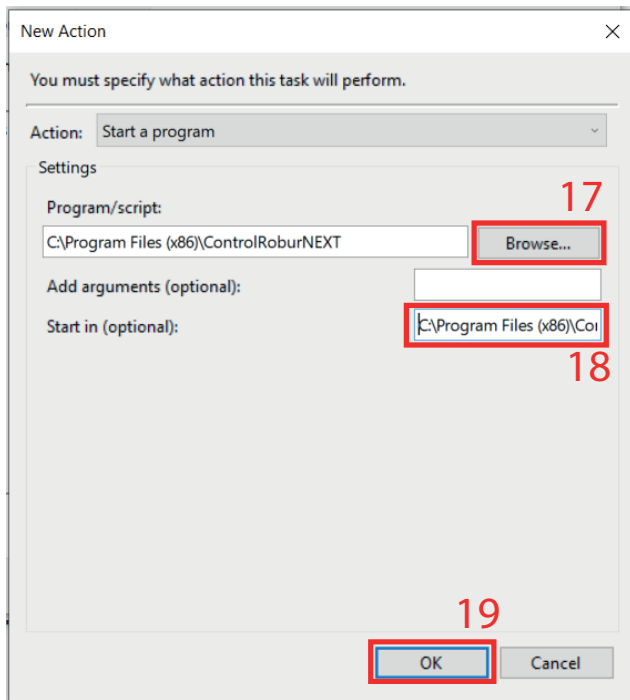 New Action
You must specify what action this task will perform.
Action: Start a program
Settings
Program/script:
17
C:\Program Files (x86)\ControlRoburNEXT Browse...
Add arguments (optional):
Start in (optional): C:\Program Files (x86)\Coı
18
19
OK Cancel